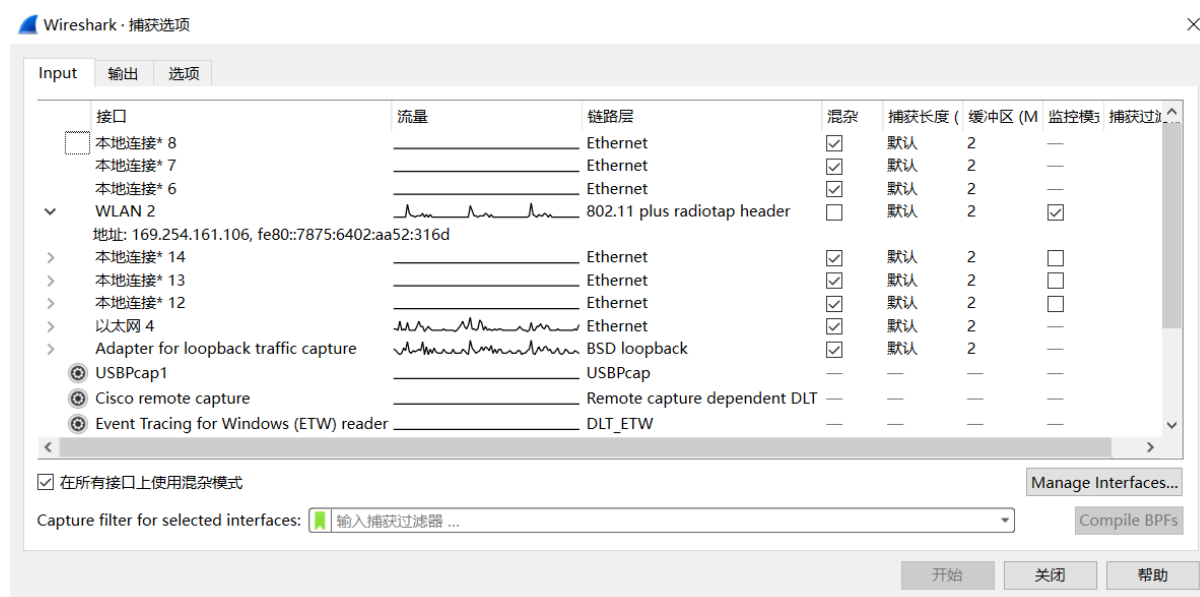 Wireshark · 捕获选项
Input 输出 选项
接口 流量 链路层 混杂 捕获长度 ( 缓冲区 (M 监控模式 捕获过滤
本地连接* 8 Ethernet 默认 2 —
本地连接* 7 Ethernet 默认 2 —
本地连接* 6 Ethernet 默认 2 —
WLAN 2 802.11 plus radiotap header 默认 2
地址: 169.254.161.106, fe80::7875:6402:aa52:316d
本地连接* 14 Ethernet 默认 2
本地连接* 13 Ethernet 默认 2
本地连接* 12 Ethernet 默认 2
以太网 4 Ethernet 默认 2 —
Adapter for loopback traffic capture BSD loopback 默认 2 —
USBPcap1 USBPcap — — — —
Cisco remote capture Remote capture dependent DLT — — — —
Event Tracing for Windows (ETW) reader DLT_ETW — — — —
在所有接口上使用混杂模式 Manage Interfaces...
Capture filter for selected interfaces: 输入捕获过滤器 ... Compile BPFs
开始 关闭 帮助